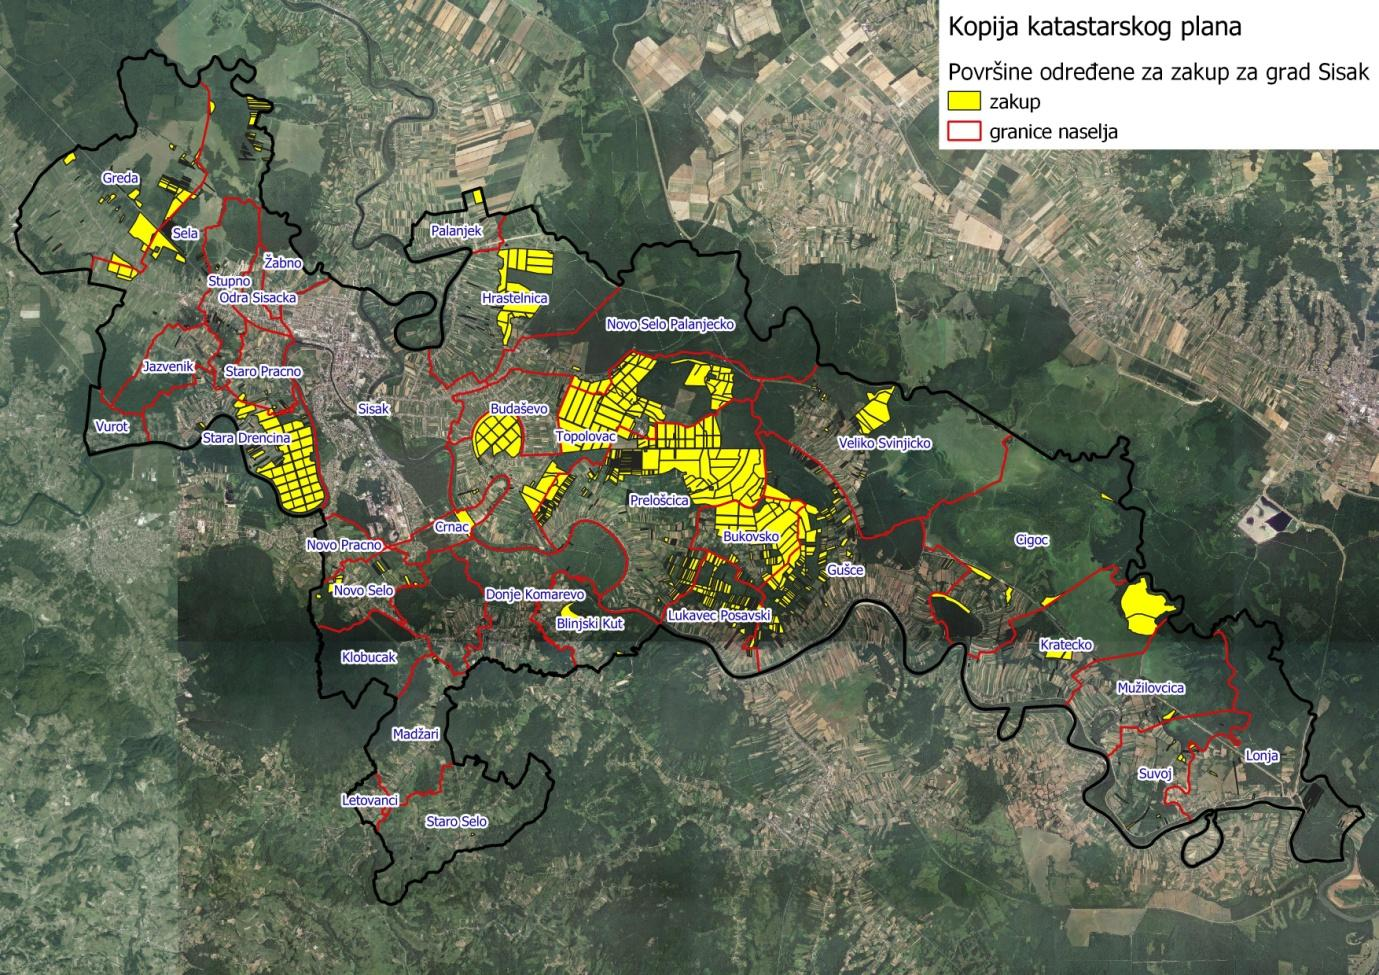 Kopija katastarskog plana
Površine određene za zakup za grad Sisak
zakup
granice naselja
Greda
Sela
Palanjek
Žabno
Stupno
Odra Sisacka
Hrastelnica
Novo Selo Palanjecko
Jazvenik
Staro Pracno
Sisak
Budaševo
Vurot
Stara Drencina
Topolovac
Veliko Svinjicko
Prelošcica
Crnac
Bukovsko
Novo Pracno
Cigoc
Gušce
Novo Selo
Donje Komarevo
Blinjski Kut
Lukavec Posavski
Klobucak
Kratecko
Mužilovcica
Madžari
Lonja
Suvoj
Letovanci
Staro Selo